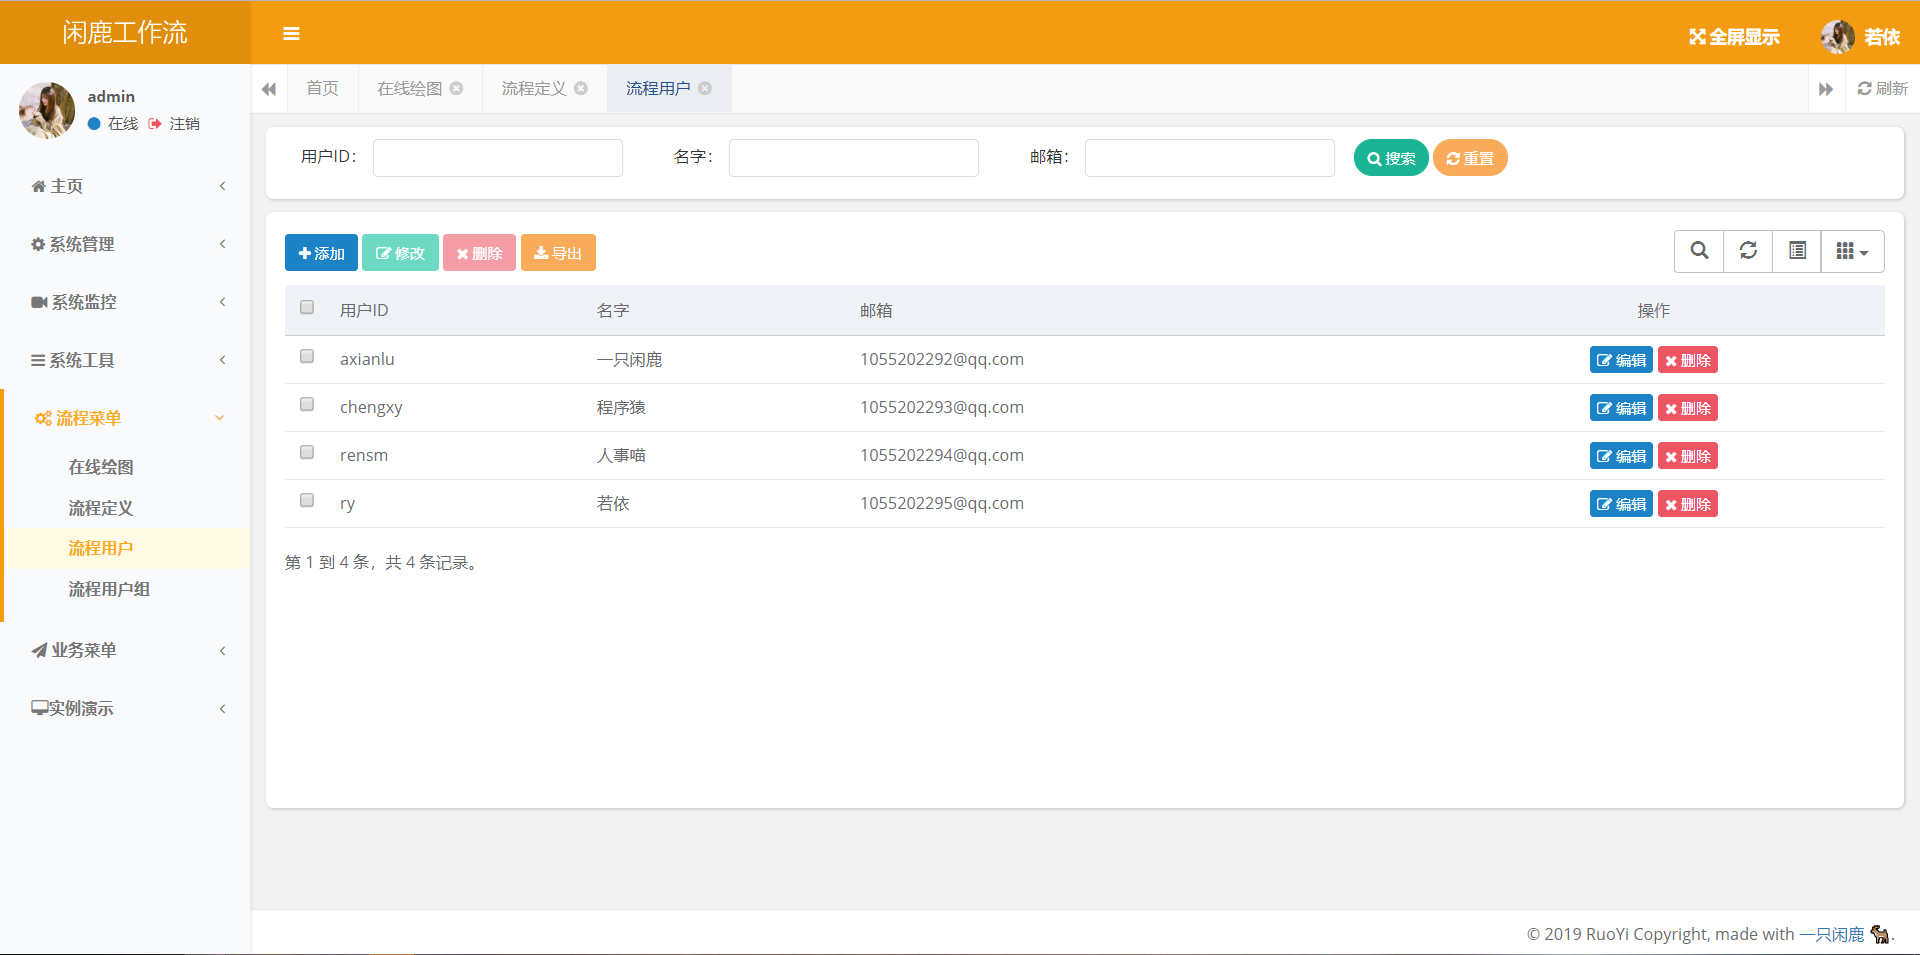 闲鹿工作流
全屏显示 若依
admin
在线 注销
首页 在线绘图 流程定义 流程用户 刷新
主页
系统管理
系统监控
系统工具
流程菜单
在线绘图
流程定义
流程用户
流程用户组
业务菜单
实例演示
用户ID： 名字： 邮箱： 搜索 重置
添加 修改 删除 导出
用户ID 名字 邮箱 操作
axianlu 一只闲鹿 1055202292@qq.com 编辑 删除
chengxy 程序猿 1055202293@qq.com 编辑 删除
rensm 人事喵 1055202294@qq.com 编辑 删除
ry 若依 1055202295@qq.com 编辑 删除
第 1 到 4 条，共 4 条记录。
© 2019 RuoYi Copyright, made with 一只闲鹿 🐕.